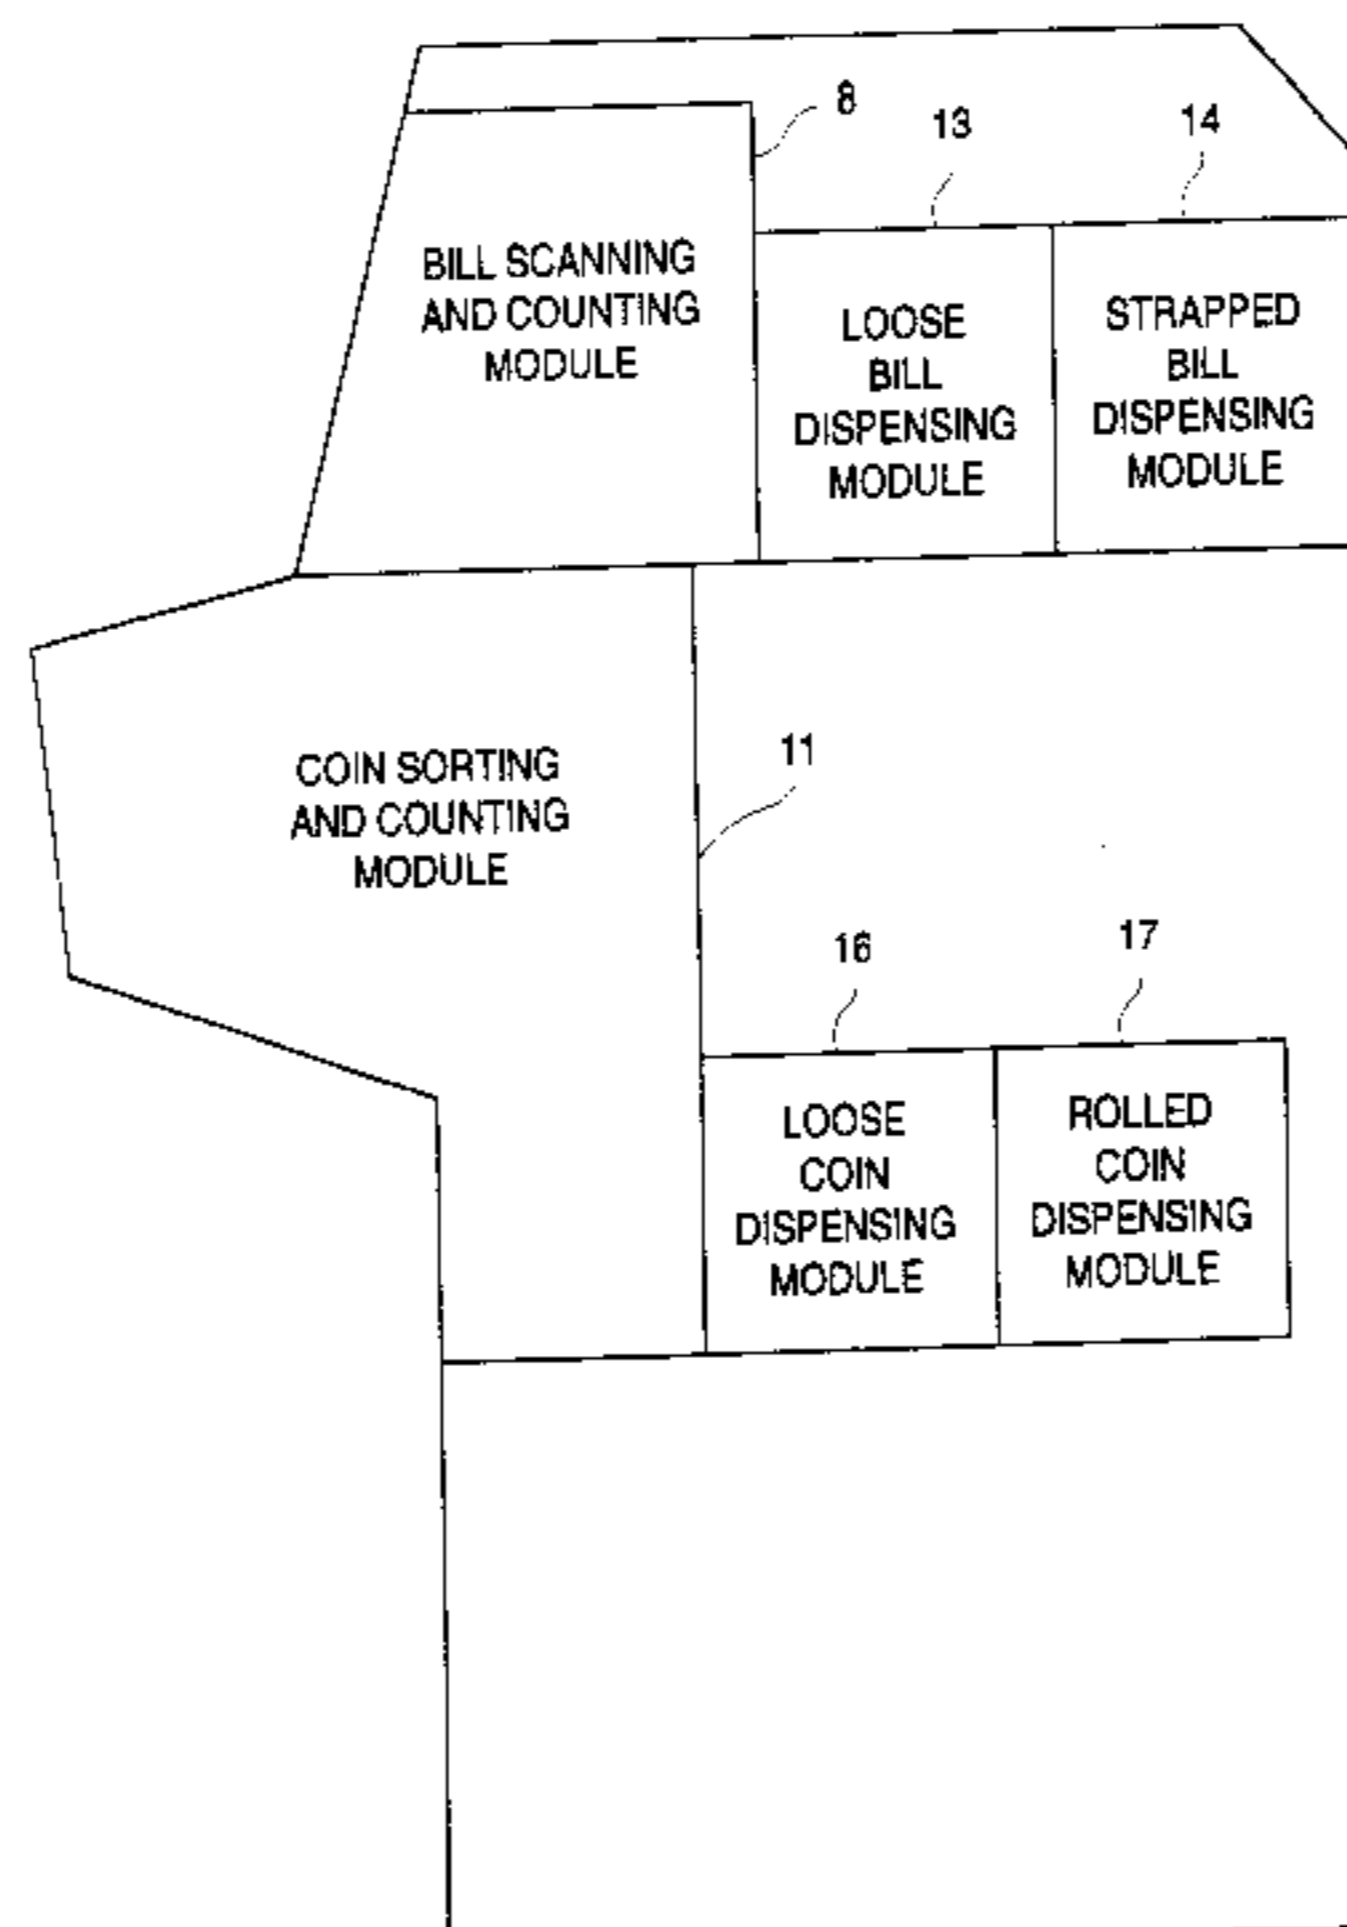 8
13
14
BILL SCANNING
AND COUNTING
MODULE
LOOSE
BILL
DISPENSING
MODULE
STRAPPED
BILL
DISPENSING
MODULE
COIN SORTING
AND COUNTING
MODULE
11
16
17
LOOSE
COIN
DISPENSING
MODULE
ROLLED
COIN
DISPENSING
MODULE